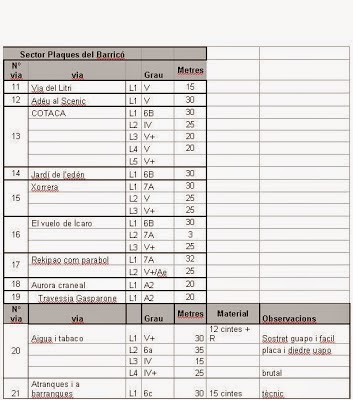 Sector Plaques del Barricó
Nº via via Grau Metres
11 Via del Litri L1 V 15
12 Adéu al Scenic L1 V 30
13 COTACA L1 6B 30
L2 IV 25
L3 V+ 20
L4 V 20
L5 V+
14 Jardí de l'edén L1 6B 30
15 Xorrera L1 7A 30
L2 V 25
L3 V+ 25
16 El vuelo de Icaro L1 6B 30
L2 7A 3
L3 V+ 25
17 Rekipao com parabol L1 7A 32
L2 V+/Ae 25
18 Aurora craneal L1 A2 20
19 Travessia Gasparone L1 A2 20
Nº via via Grau Metres Material Observacions
20 Aigua i tabaco L1 V+ 30 12 cintes + R Sostret guapo i facil
L2 6a 35 placa i diedre uapo
L3 IV 15
L4 IV+ 25 brutal
21 Atranques i a barranques L1 6c 30 15 cintes tècnic